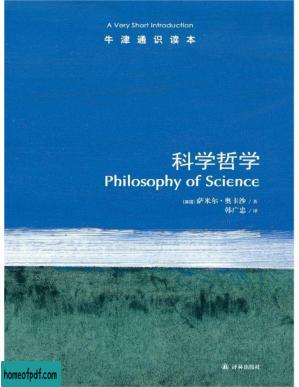 A Very Short Introduction
牛津通识读本
科学哲学
Philosophy of Science
[英国] 萨米尔·奥卡沙 / 著
韩广忠 / 译
译林出版社
homeofpdf.com